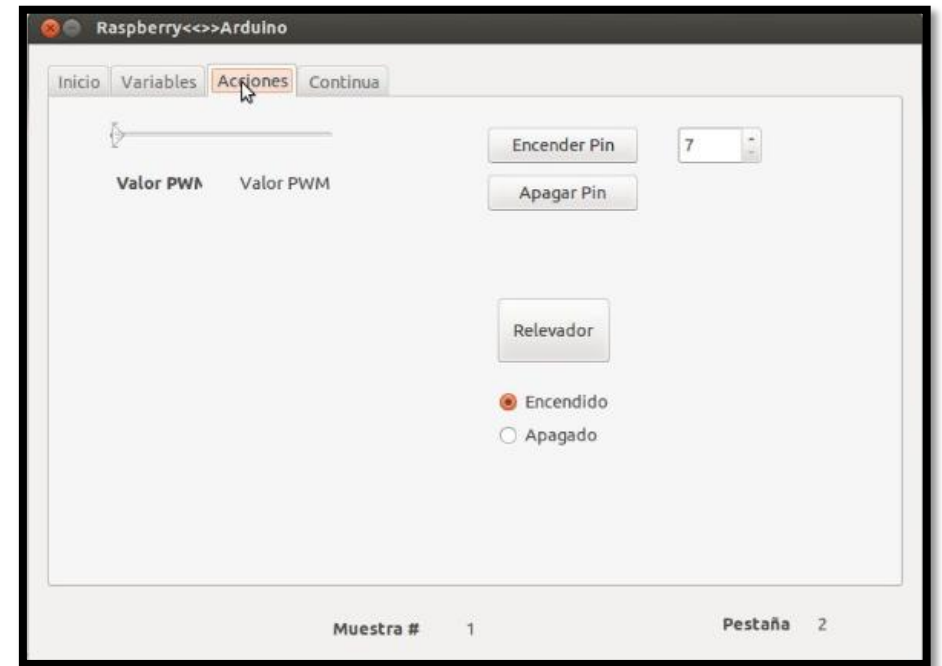 Raspberry<<>>Arduino
Inicio Variables Acciones Continua
Encender Pin 7
Valor PWM Valor PWM
Apagar Pin
Relevador
Encendido
Apagado
Muestra # 1 Pestaña 2